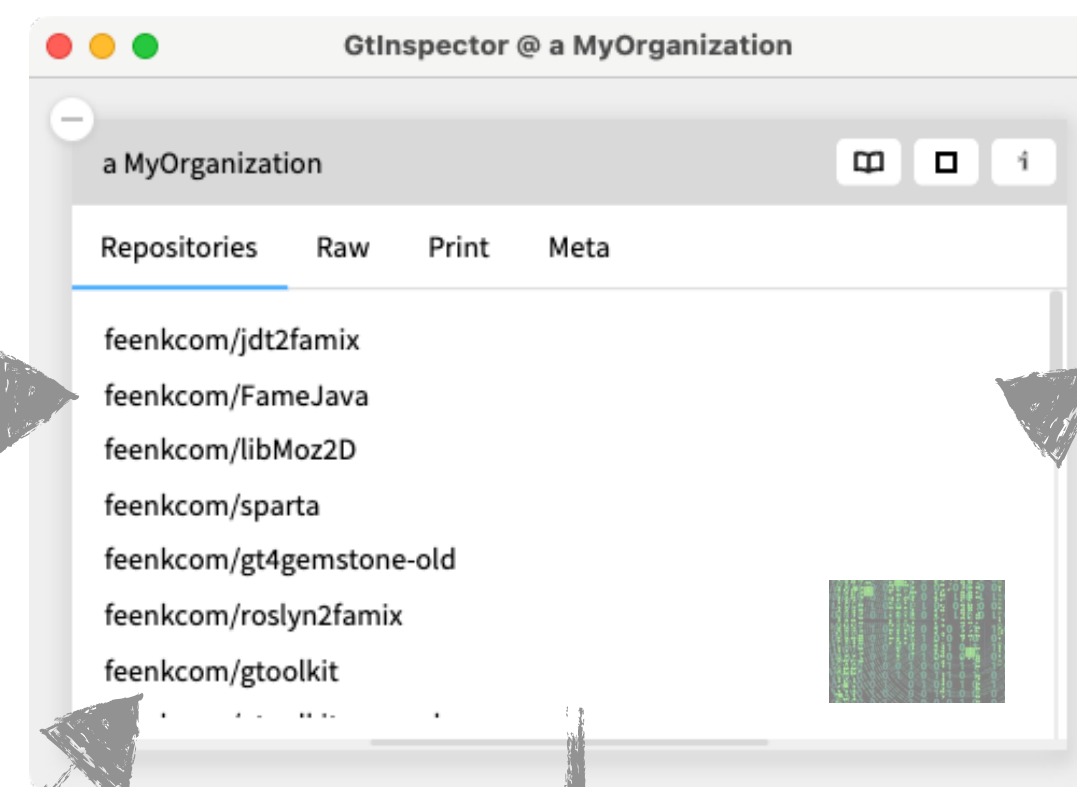 GtInspector @ a MyOrganization
a MyOrganization
Repositories Raw Print Meta
feenkcom/jdt2famix
feenkcom/FameJava
feenkcom/libMoz2D
feenkcom/sparta
feenkcom/gt4gemstone-old
feenkcom/roslyn2famix
feenkcom/gtoolkit